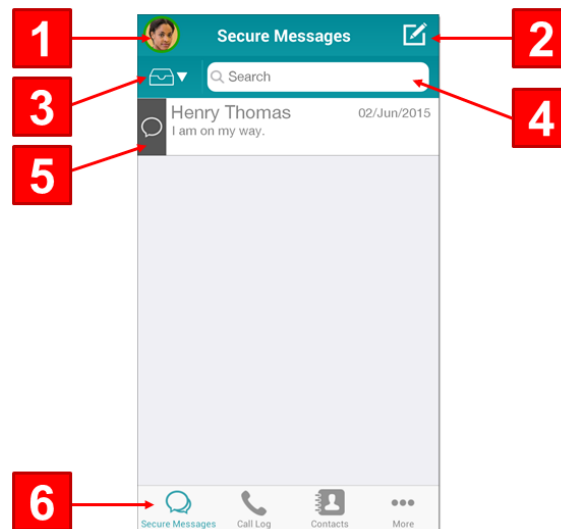 1
Secure Messages
2
3
Search
4
Henry Thomas 02/Jun/2015
I am on my way.
5
6
Secure Messages Call Log Contacts More